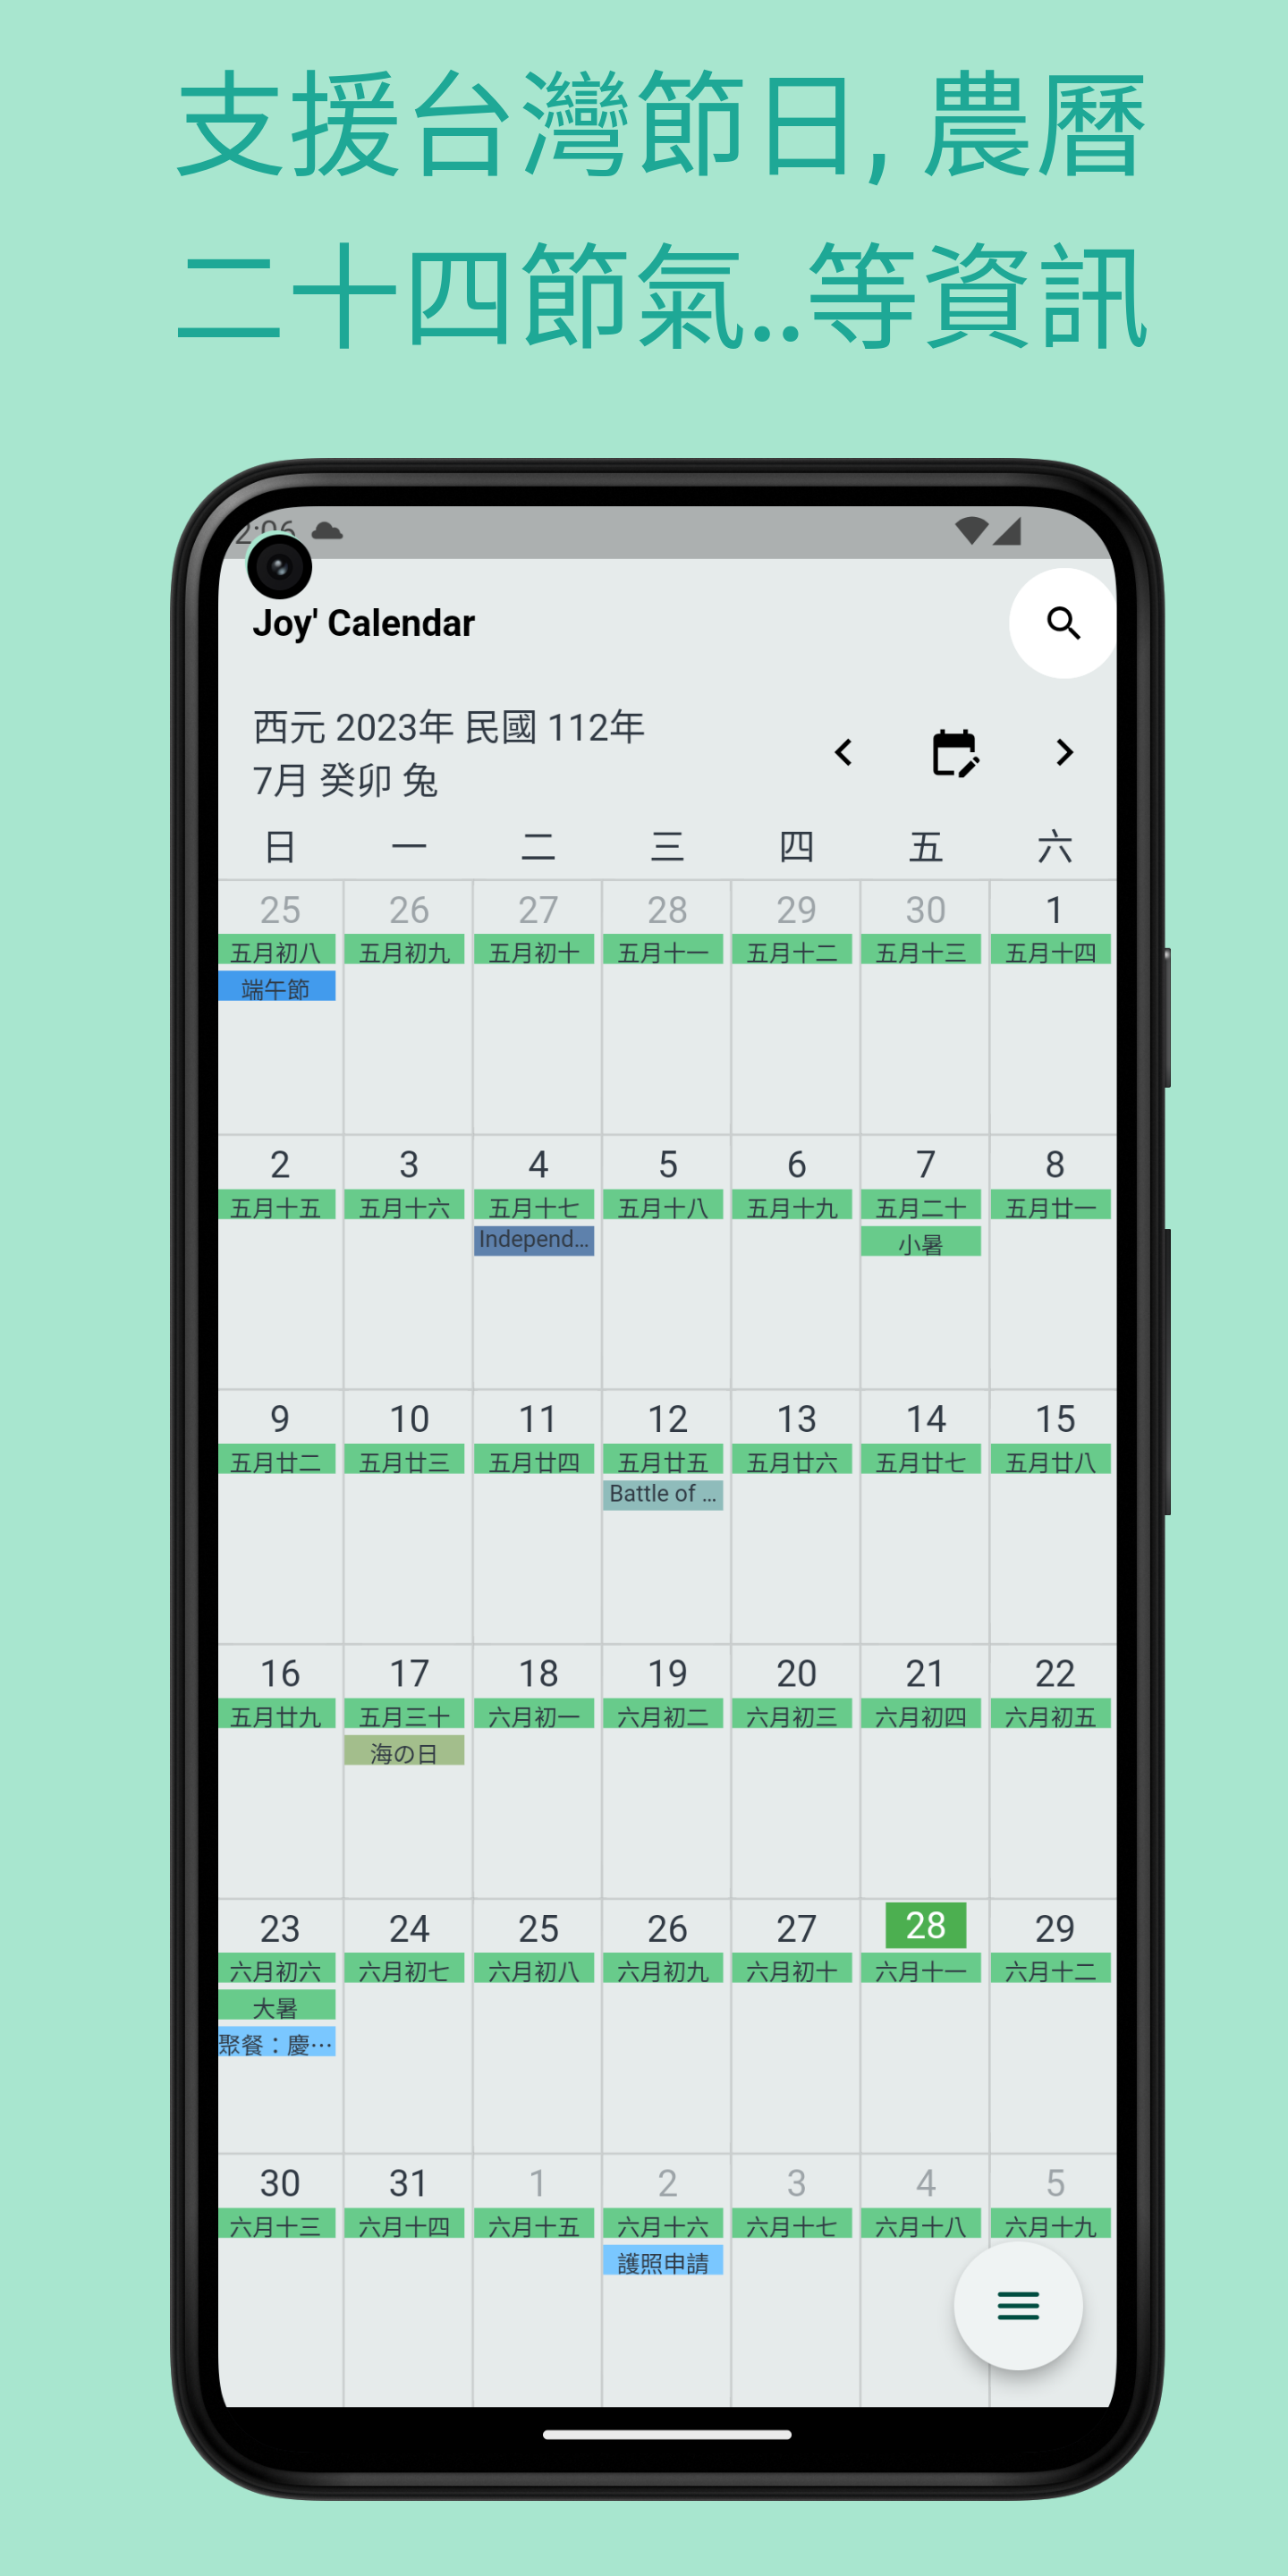 支援台灣節日, 農曆
二十四節氣..等資訊
2:06
Joy' Calendar
西元 2023年 民國 112年
7月 癸卯 兔
日 一 二 三 四 五 六
25 26 27 28 29 30 1
五月初八 五月初九 五月初十 五月十一 五月十二 五月十三 五月十四
端午節
2 3 4 5 6 7 8
五月十五 五月十六 五月十七 五月十八 五月十九 五月二十 五月廿一
Independ... 小暑
9 10 11 12 13 14 15
五月廿二 五月廿三 五月廿四 五月廿五 五月廿六 五月廿七 五月廿八
Battle of ...
16 17 18 19 20 21 22
五月廿九 五月三十 六月初一 六月初二 六月初三 六月初四 六月初五
海の日
23 24 25 26 27 28 29
六月初六 六月初七 六月初八 六月初九 六月初十 六月十一 六月十二
大暑
聚餐：慶…
30 31 1 2 3 4 5
六月十三 六月十四 六月十五 六月十六 六月十七 六月十八 六月十九
護照申請